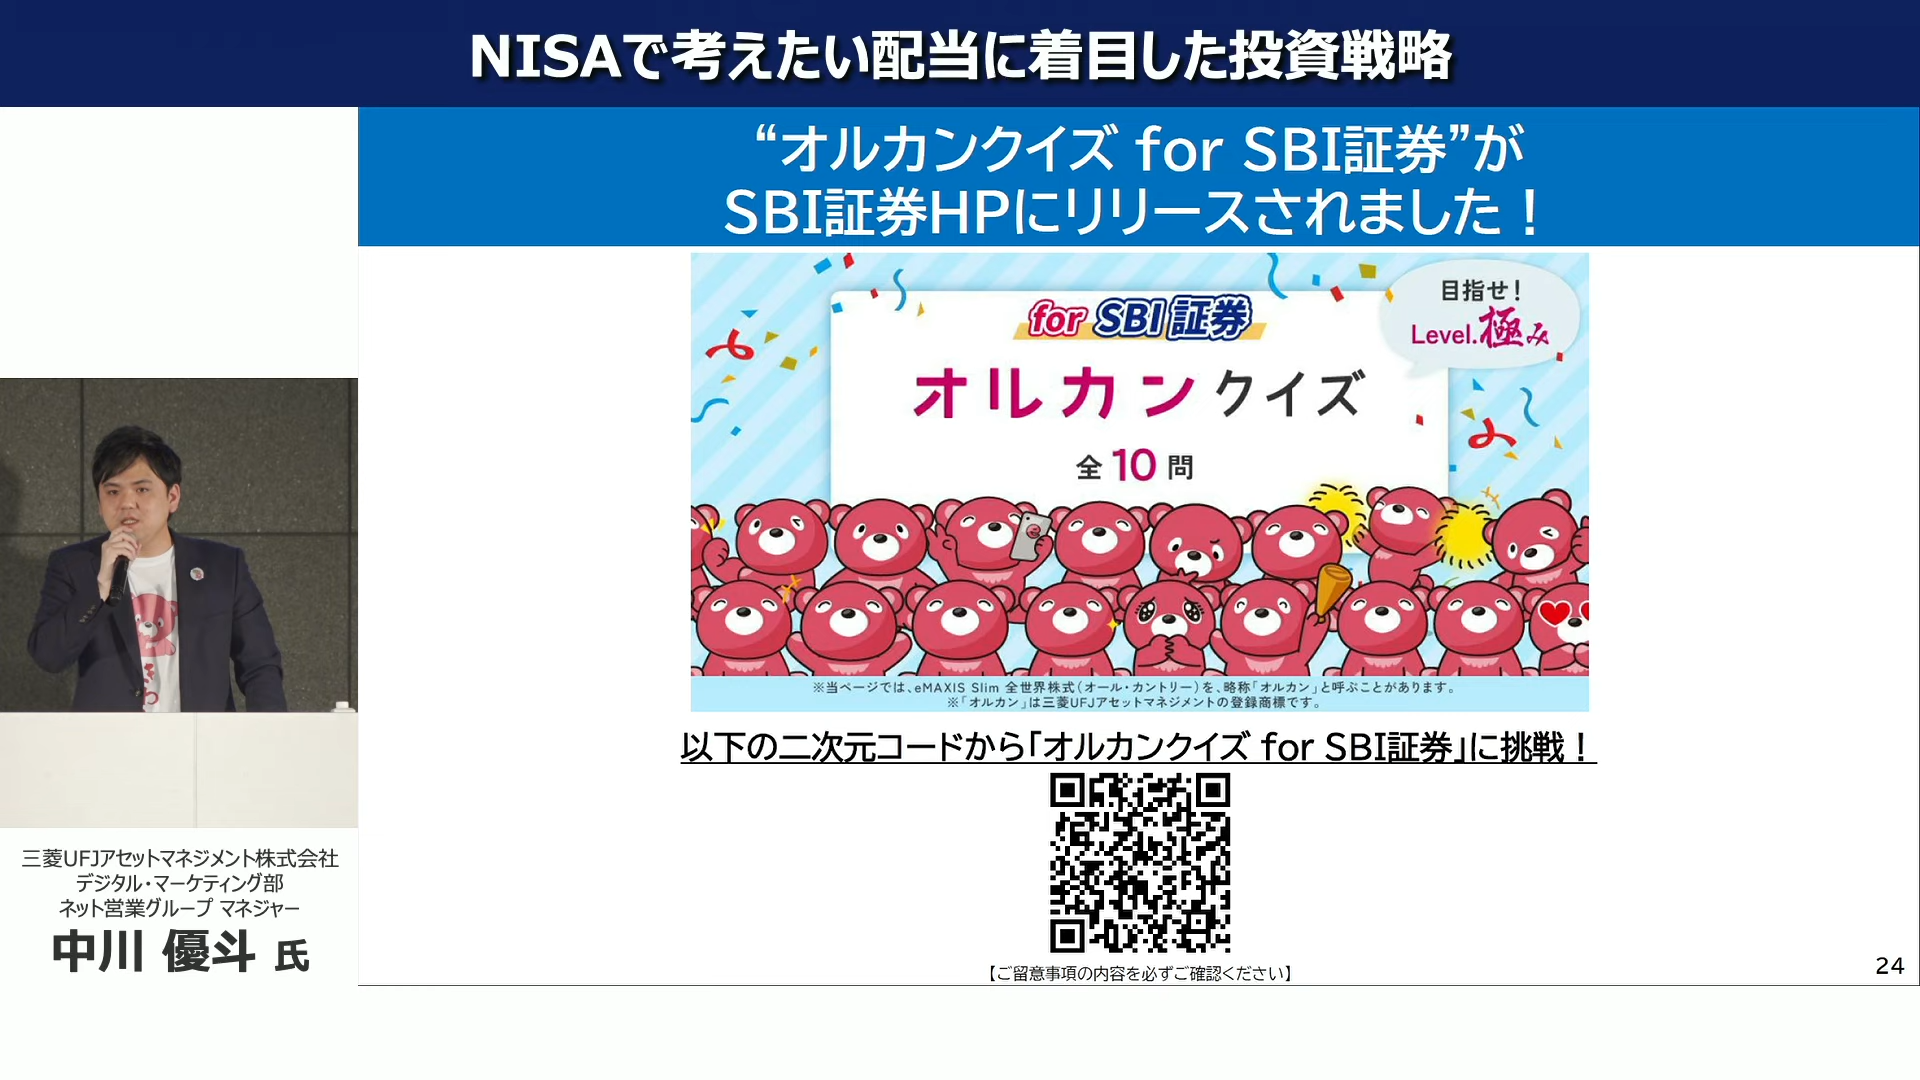 NISAで考えたい配当に着目した投資戦略
“オルカンクイズ for SBI証券”が
SBI証券HPにリリースされました！
目指せ！
Level.極み
for SBI証券
オルカンクイズ
全10問
※当ページでは、eMAXIS Slim 全世界株式（オール・カントリー）を、略称「オルカン」と呼ぶことがあります。
※「オルカン」は三菱UFJアセットマネジメントの登録商標です。
以下の二次元コードから「オルカンクイズ for SBI証券」に挑戦！
【ご留意事項の内容を必ずご確認ください】
24
三菱UFJアセットマネジメント株式会社
デジタル・マーケティング部
ネット営業グループ マネジャー
中川 優斗 氏